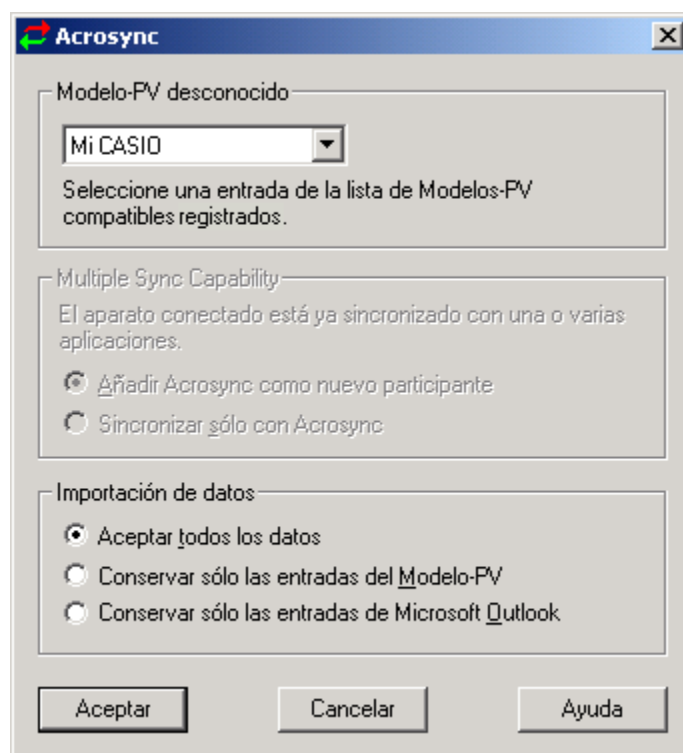 Acrosync
Modelo-PV desconocido
Mi CASIO
Seleccione una entrada de la lista de Modelos-PV
compatibles registrados.
Multiple Sync Capability
El aparato conectado está ya sincronizado con una o varias
aplicaciones.
Añadir Acrosync como nuevo participante
Sincronizar sólo con Acrosync
Importación de datos
Aceptar todos los datos
Conservar sólo las entradas del Modelo-PV
Conservar sólo las entradas de Microsoft Outlook
Aceptar
Cancelar
Ayuda